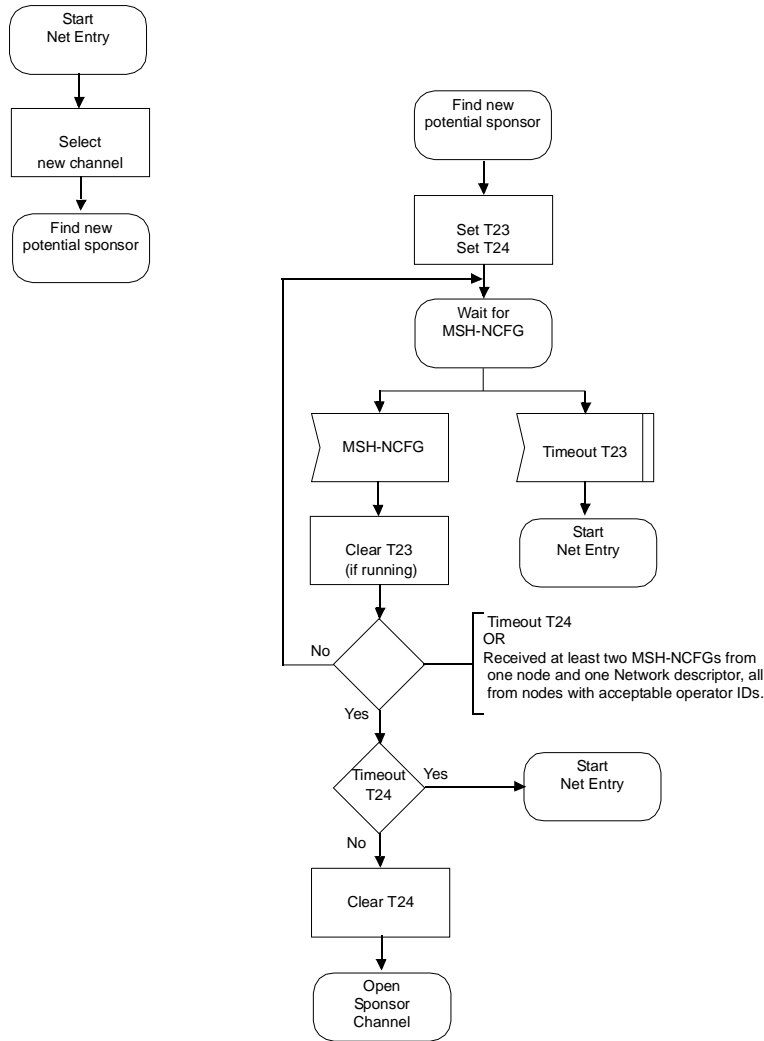 Start
Net Entry
Select
new channel
Find new
potential sponsor
Find new
potential sponsor
Set T23
Set T24
Wait for
MSH-NCFG
MSH-NCFG
Timeout T23
Clear T23
(if running)
Start
Net Entry
No
Timeout T24
OR
Received at least two MSH-NCFGs from
one node and one Network descriptor, all
from nodes with acceptable operator IDs.
Yes
Timeout
T24
Yes
Start
Net Entry
No
Clear T24
Open
Sponsor
Channel